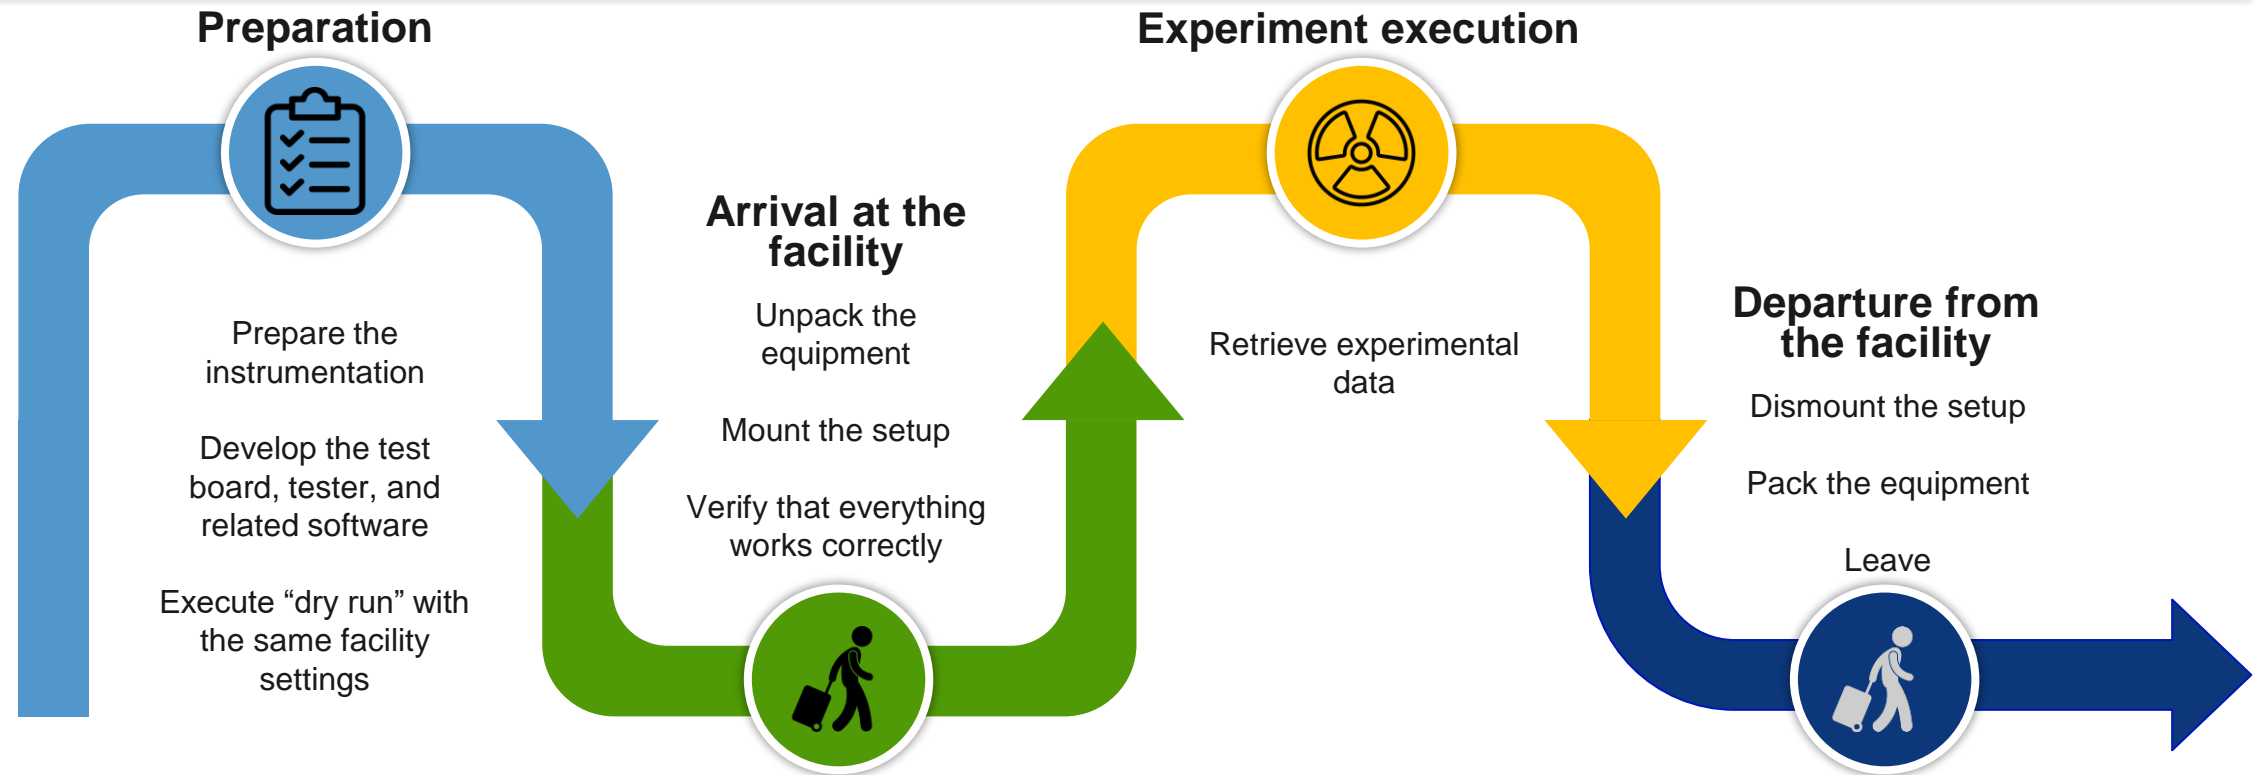 Preparation
Prepare the
instrumentation
Develop the test
board, tester, and
related software
Execute “dry run” with
the same facility
settings
Arrival at the
facility
Unpack the
equipment
Mount the setup
Verify that everything
works correctly
Experiment execution
Retrieve experimental
data
Departure from
the facility
Dismount the setup
Pack the equipment
Leave